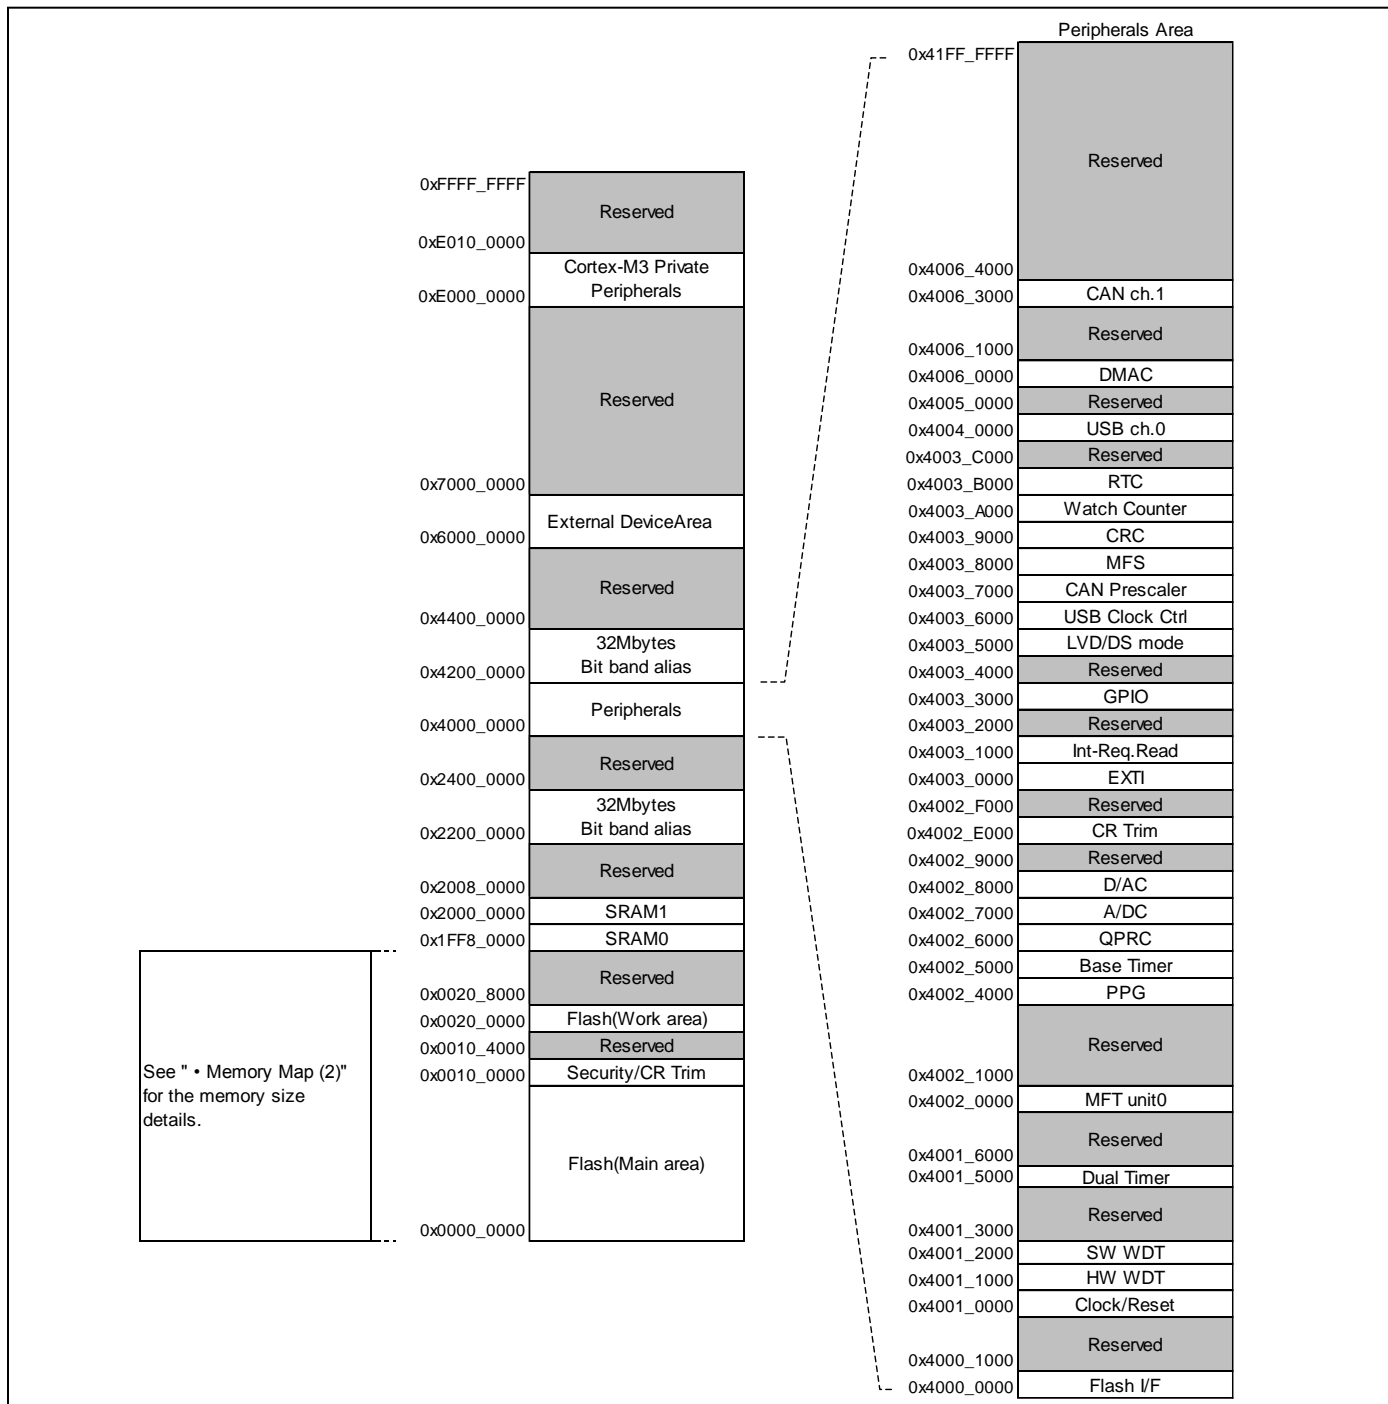 Peripherals Area
0x41FF_FFFF
Reserved
0x4006_4000
0x4006_3000 CAN ch.1
Reserved
0x4006_1000
0x4006_0000 DMAC
0x4005_0000 Reserved
0x4004_0000 USB ch.0
0x4003_C000 Reserved
0x4003_B000 RTC
0x4003_A000 Watch Counter
0x4003_9000 CRC
0x4003_8000 MFS
0x4003_7000 CAN Prescaler
0x4003_6000 USB Clock Ctrl
0x4003_5000 LVD/DS mode
0x4003_4000 Reserved
0x4003_3000 GPIO
0x4003_2000 Reserved
0x4003_1000 Int-Req.Read
0x4003_0000 EXTI
0x4002_F000 Reserved
0x4002_E000 CR Trim
0x4002_9000 Reserved
0x4002_8000 D/AC
0x4002_7000 A/DC
0x4002_6000 QPRC
0x4002_5000 Base Timer
0x4002_4000 PPG
Reserved
0x4002_1000
0x4002_0000 MFT unit0
Reserved
0x4001_6000
0x4001_5000 Dual Timer
Reserved
0x4001_3000
0x4001_2000 SW WDT
0x4001_1000 HW WDT
0x4001_0000 Clock/Reset
Reserved
0x4000_1000
0x4000_0000 Flash I/F
0xFFFF_FFFF
Reserved
0xE010_0000
Cortex-M3 Private
Peripherals
0xE000_0000
Reserved
0x7000_0000
External DeviceArea
0x6000_0000
Reserved
0x4400_0000
32Mbytes
Bit band alias
0x4200_0000
Peripherals
0x4000_0000
Reserved
0x2400_0000
32Mbytes
Bit band alias
0x2200_0000
Reserved
0x2008_0000
0x2000_0000 SRAM1
0x1FF8_0000 SRAM0
Reserved
0x0020_8000
0x0020_0000 Flash(Work area)
0x0010_4000 Reserved
0x0010_0000 Security/CR Trim
Flash(Main area)
0x0000_0000
See " • Memory Map (2)"
for the memory size
details.